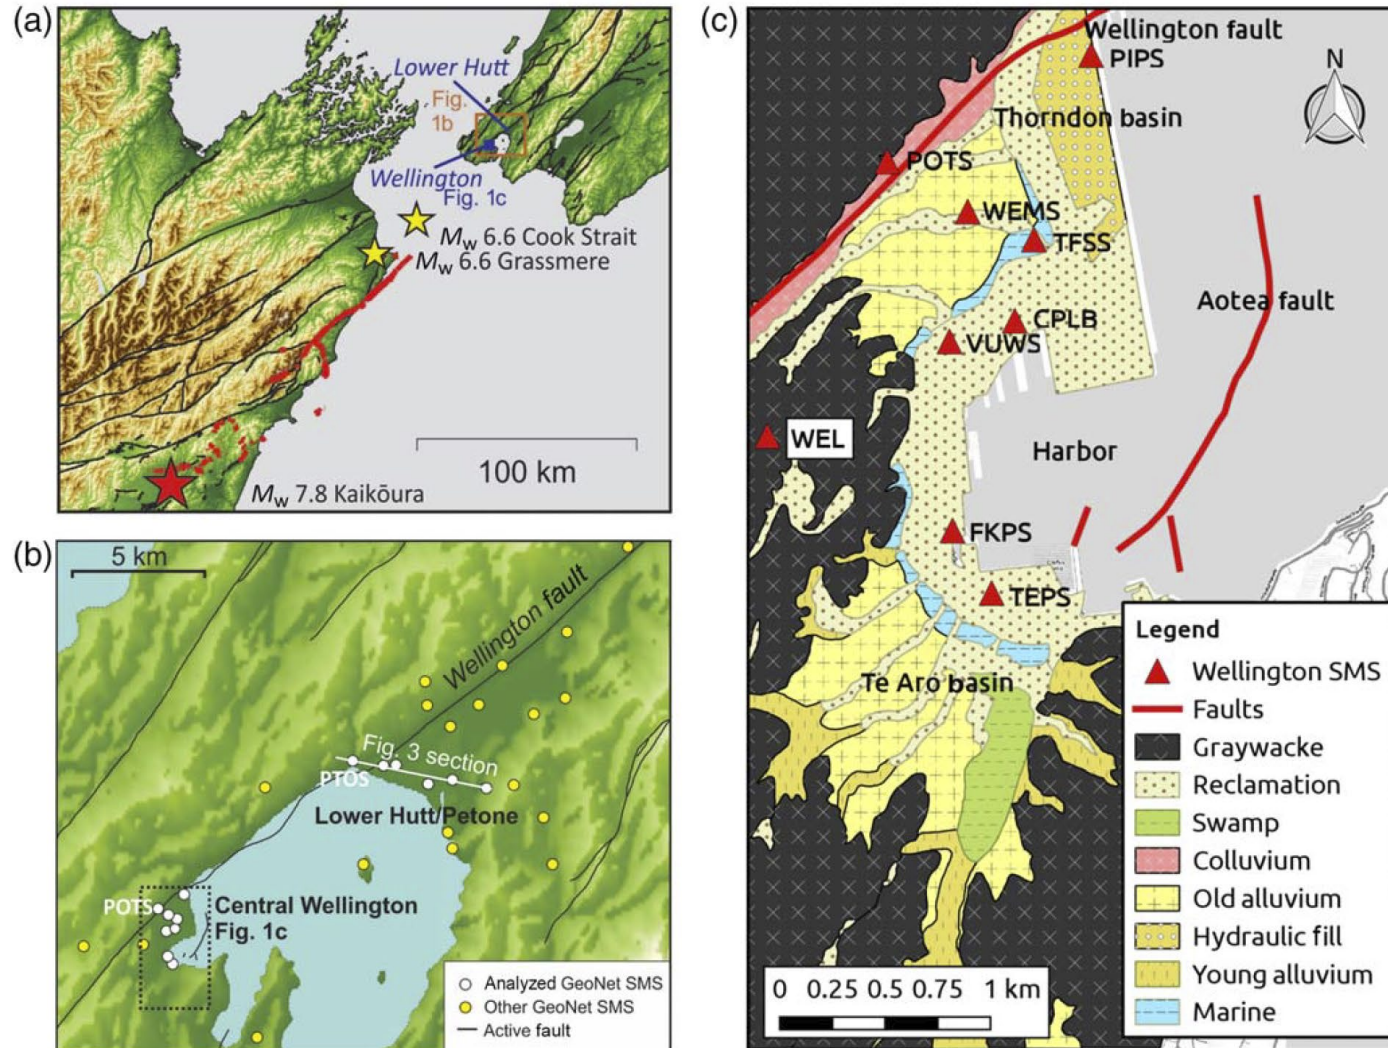 (a)
Lower Hutt
Fig.
1b
Wellington
Fig. 1c
Mw 6.6 Cook Strait
Mw 6.6 Grassmere
100 km
Mw 7.8 Kaikōura
(b)
5 km
Wellington fault
Fig. 3 section
PTOS
Lower Hutt/Petone
POTS
Central Wellington
Fig. 1c
Analyzed GeoNet SMS
Other GeoNet SMS
Active fault
(c)
Wellington fault
PIPS
N
Thorndon basin
POTS
WEMS
TFSS
Aotea fault
CPLB
VUWS
WEL
Harbor
FKPS
TEPS
Te Aro basin
Legend
Wellington SMS
Faults
Graywacke
Reclamation
Swamp
Colluvium
Old alluvium
Hydraulic fill
Young alluvium
Marine
0 0.25 0.5 0.75 1 km